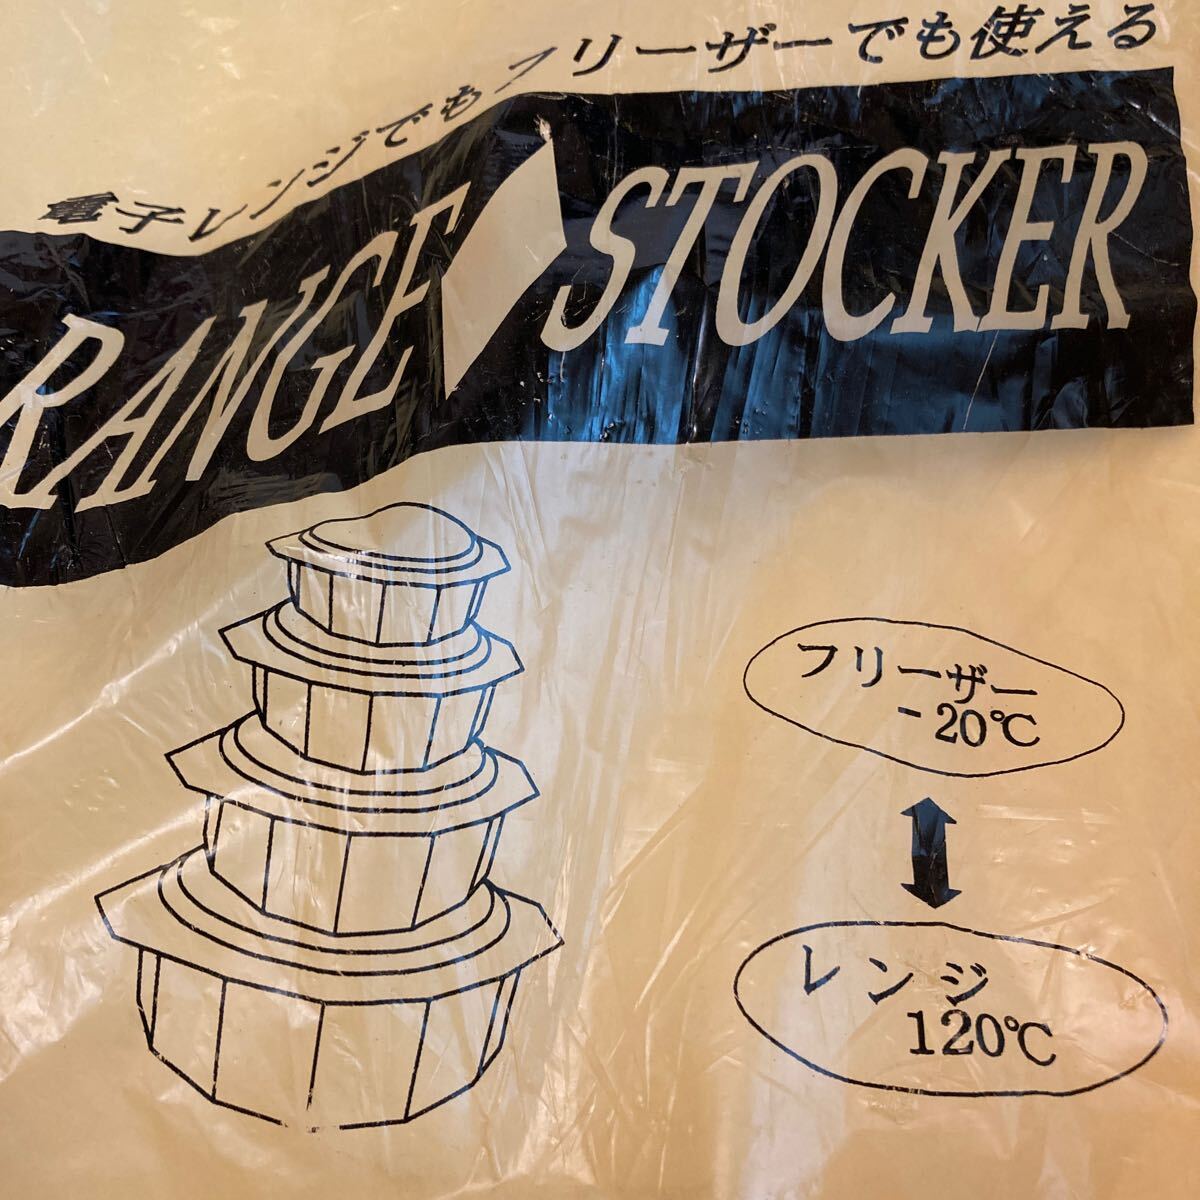 電子レンジでもフリーザーでも使える
RANGE STOCKER
フリーザー
-20℃
レンジ
120℃